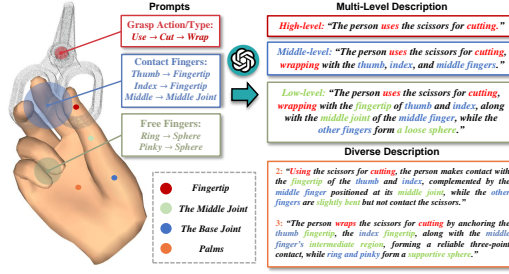 Prompts
Grasp Action/Type:
Use → Cut → Wrap
Contact Fingers:
Thumb → Fingertip
Index → Fingertip
Middle → Middle Joint
Free Fingers:
Ring → Sphere
Pinky → Sphere
Fingertip
The Middle Joint
The Base Joint
Palms
Multi-Level Description
High-level: “The person uses the scissors for cutting.”
Middle-level: “The person uses the scissors for cutting,
wrapping with the thumb, index, and middle fingers.”
Low-level: “The person uses the scissors for cutting,
wrapping with the fingertip of thumb and index, along
with the middle joint of the middle finger, while the
other fingers form a loose sphere.”
Diverse Description
2: “Using the scissors for cutting, the person makes contact with
the fingertip of the thumb and index, complemented by the
middle finger positioned at its middle joint, while the other
fingers are slightly bent but not contact the scissors.”
3: “The person wraps the scissors for cutting by anchoring the
thumb fingertip, the index fingertip, along with the middle
finger's intermediate region, forming a reliable three-point
contact, while ring and pinky form a supportive sphere.”